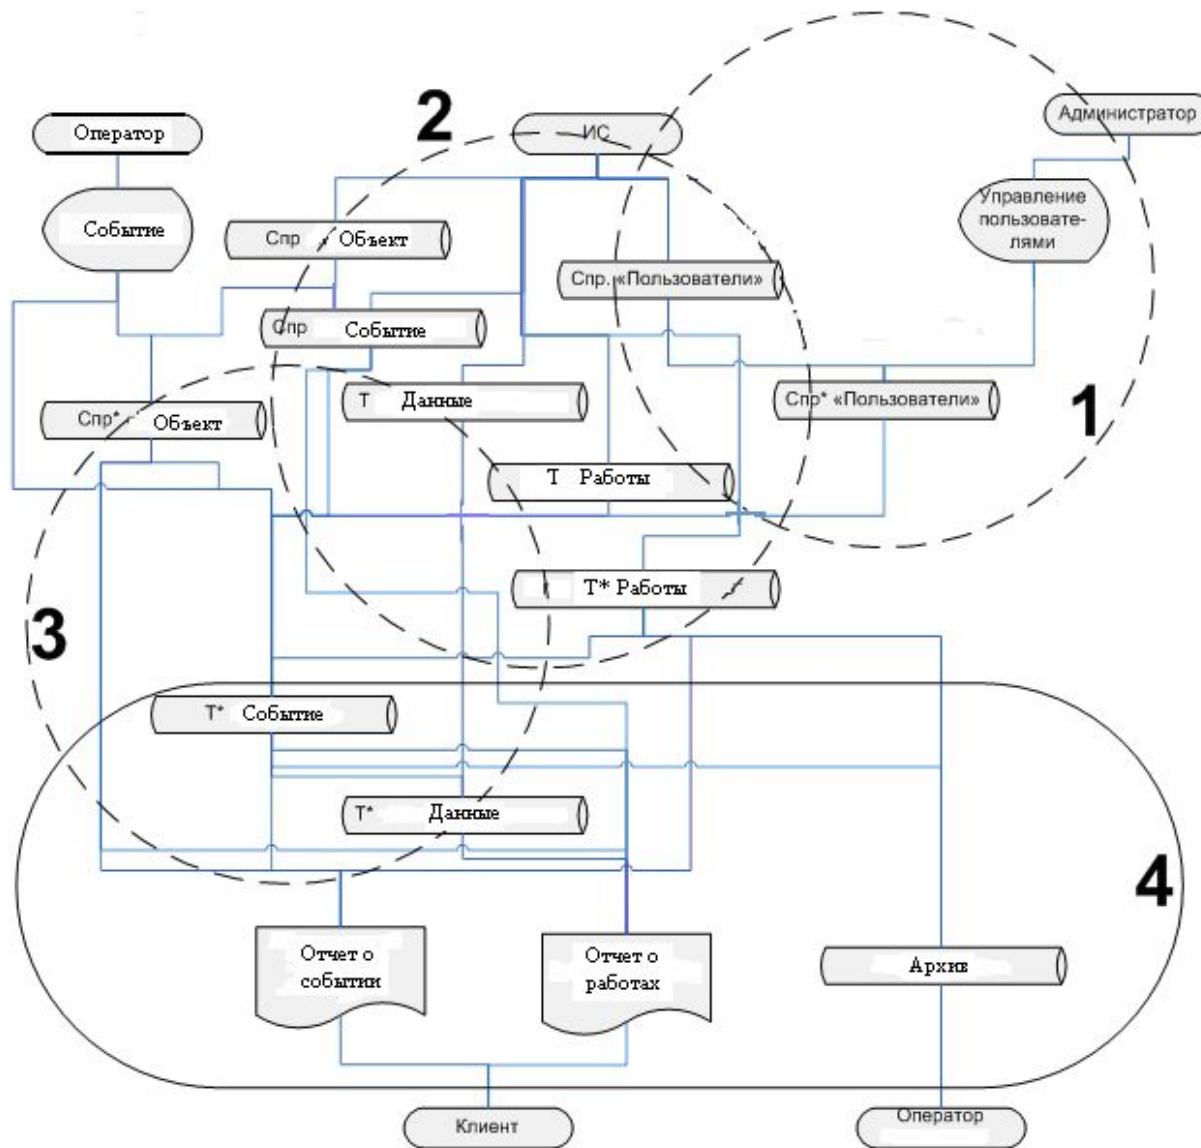 2
Администратор
Оператор
ИС
Управление
пользовате-
лями
Событие
Спр Объект
Спр. «Пользователи»
Спр Событие
1
Т Данные
Спр* «Пользователи»
Спр* Объект
Т Работы
Т* Работы
3
Т* Событие
Т* Данные
4
Отчет о
событии
Отчет о
работах
Архив
Клиент
Оператор